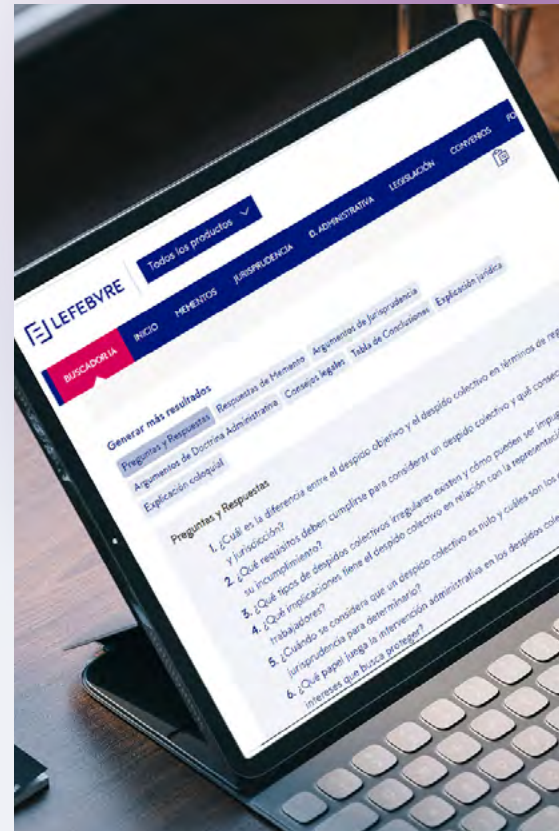 LEFEBVRE
Todos los productos
BUSCADOR IA
INICIO
MEMENTOS
JURISPRUDENCIA
D. ADMINISTRATIVA
LEGISLACIÓN
CONVENIOS
FO
Generar más resultados
Preguntas y Respuestas Respuestas de Memento Argumentos de Jurisprudencia
Argumentos de Doctrina Administrativa Consejos legales Tabla de Conclusiones Explicación jurídica
Explicación coloquial
Preguntas y Respuestas
1. ¿Cuál es la diferencia entre el despido objetivo y el despido colectivo en términos de reg
y jurisdicción?
2. ¿Qué requisitos deben cumplirse para considerar un despido colectivo y qué consec
su incumplimiento?
3. ¿Qué tipos de despidos colectivos irregulares existen y cómo pueden ser impu
4. ¿Qué implicaciones tiene el despido colectivo en relación con la representació
trabajadores?
5. ¿Cuándo se considera que un despido colectivo es nulo y cuáles son los
jurisprudencia para determinarlo?
6. ¿Qué papel juega la intervención administrativa en los despidos cole
intereses que busca proteger?